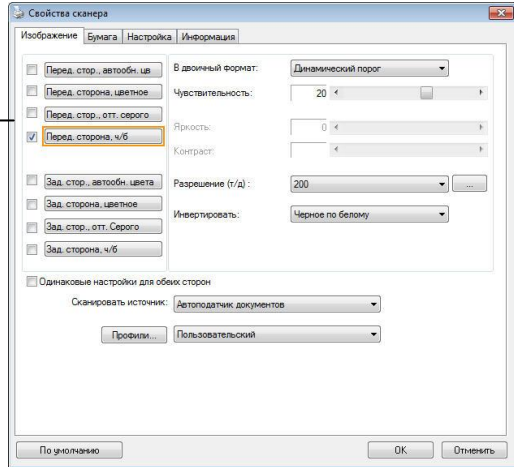 Свойства сканера
Изображение Бумага Настройка Информация
Перед. стор., автообн. цв
Перед. сторона, цветное
Перед. стор., отт. серого
Перед. сторона, ч/б
Зад. стор., автообн. цвета
Зад. сторона, цветное
Зад. стор., отт. Серого
Зад. сторона, ч/б
В двоичный формат: Динамический порог
Чувствительность: 20
Яркость: 0
Контраст:
Разрешение (т/д) : 200 ...
Инвертировать: Черное по белому
Одинаковые настройки для обеих сторон
Сканировать источник: Автоподатчик документов
Профили... Пользовательский
По умолчанию OK Отменить